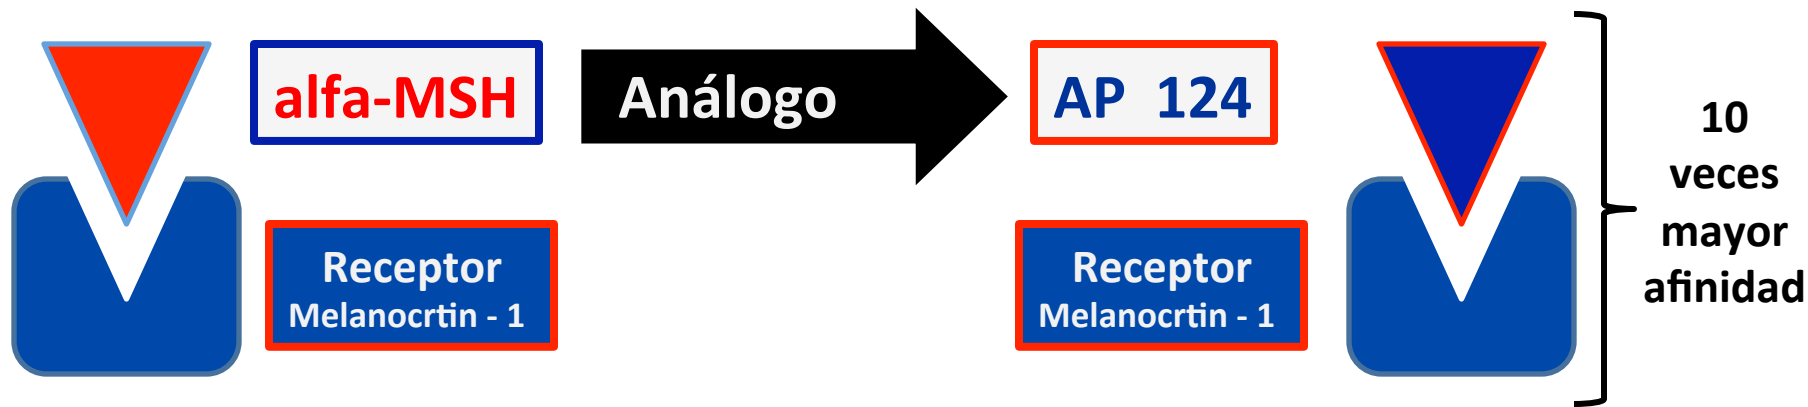 alfa-MSH
Receptor
Melanocrtin - 1
Análogo
AP 124
Receptor
Melanocrtin - 1
10
veces
mayor
afinidad